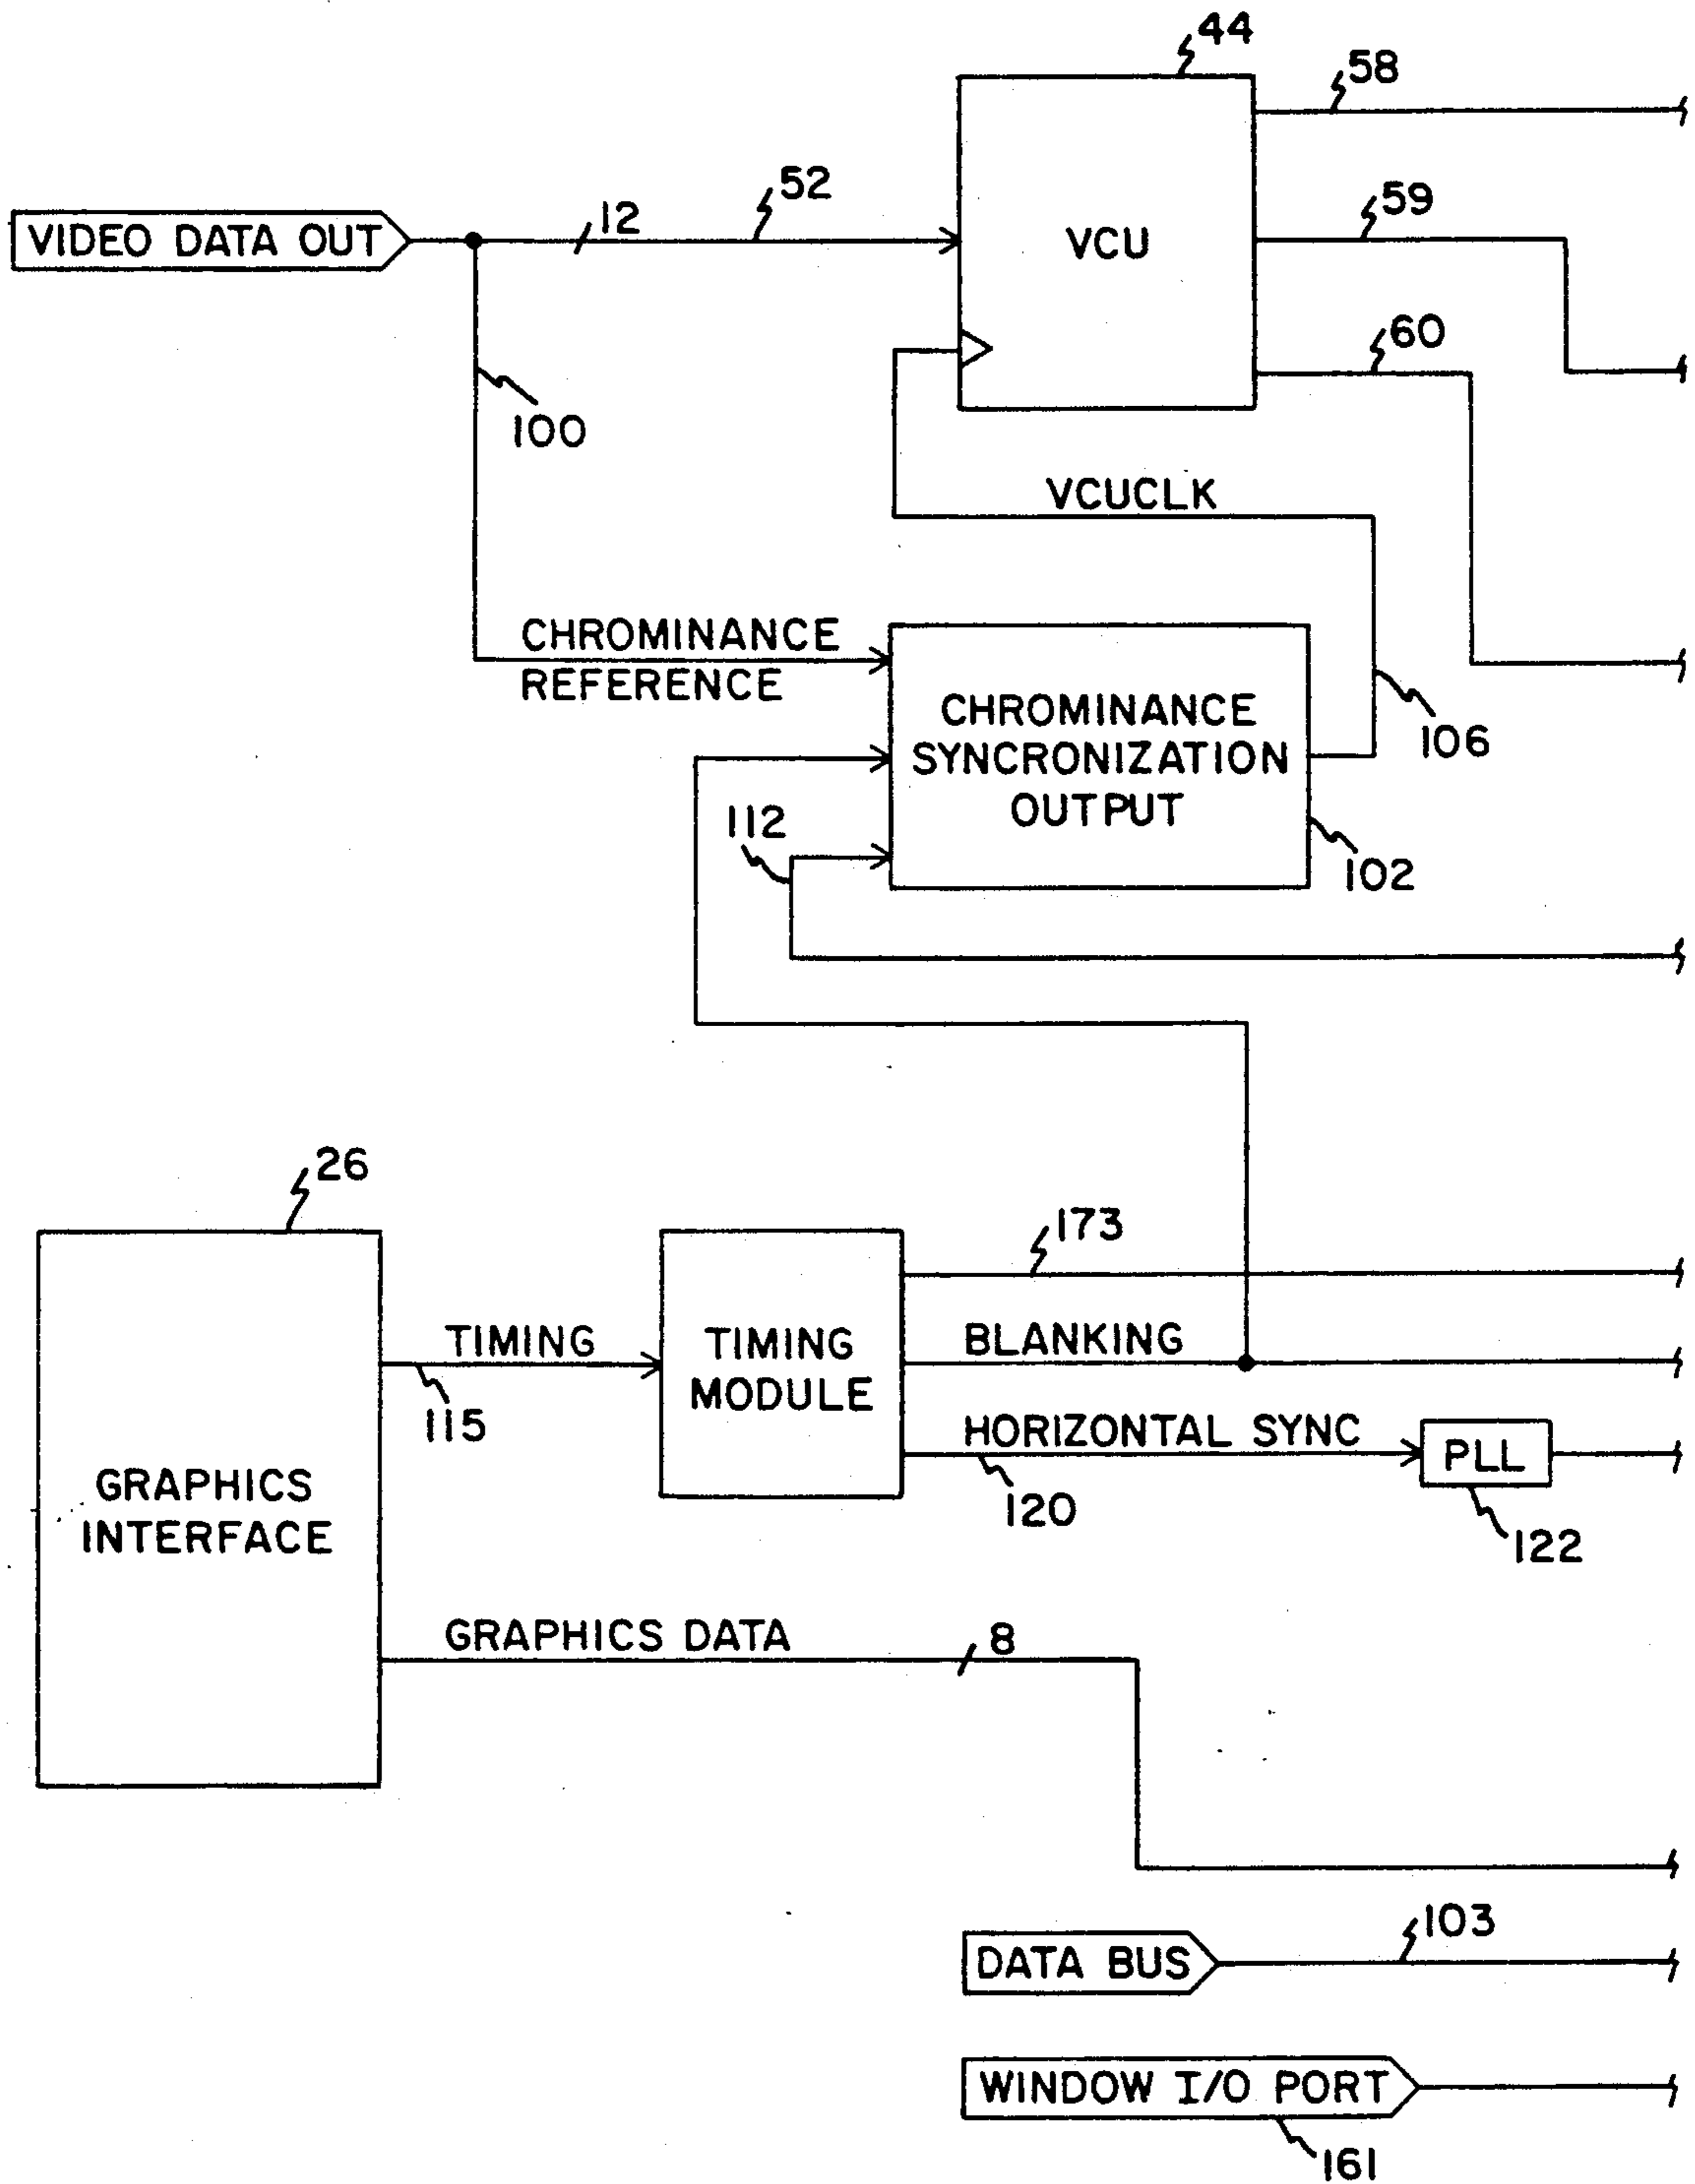 44
58
VIDEO DATA OUT
12
52
VCU
59
60
100
VCUCLK
CHROMINANCE
REFERENCE
CHROMINANCE
SYNCRONIZATION
OUTPUT
106
112
102
26
173
TIMING
115
TIMING
MODULE
BLANKING
HORIZONTAL SYNC
120
PLL
122
GRAPHICS
INTERFACE
GRAPHICS DATA
8
DATA BUS
103
WINDOW I/O PORT
161